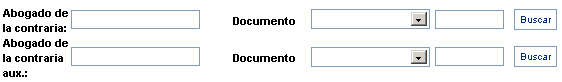 Abogado de
la contraria:
Documento
Buscar
Abogado de
la contraria
aux.:
Documento
Buscar